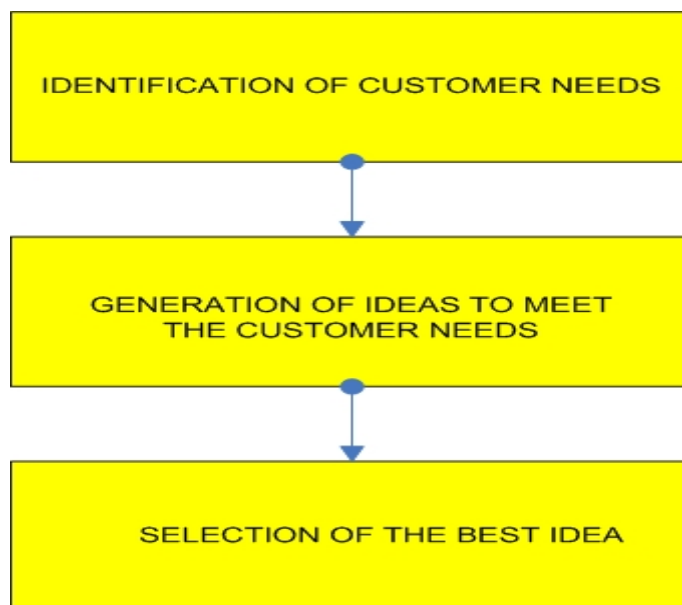 IDENTIFICATION OF CUSTOMER NEEDS
GENERATION OF IDEAS TO MEET
THE CUSTOMER NEEDS
SELECTION OF THE BEST IDEA